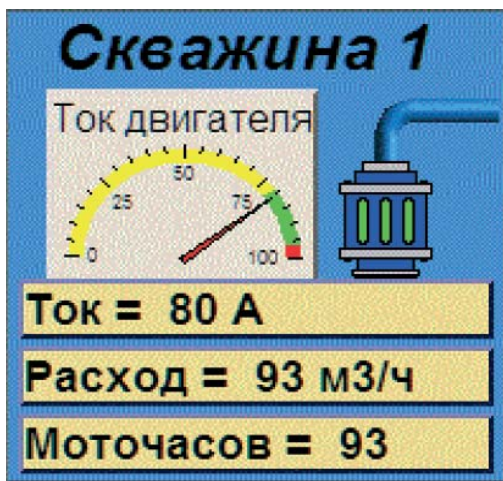 Скважина 1
Ток двигателя
50
25
75
0
100
Ток = 80 А
Расход = 93 м3/ч
Моточасов = 93